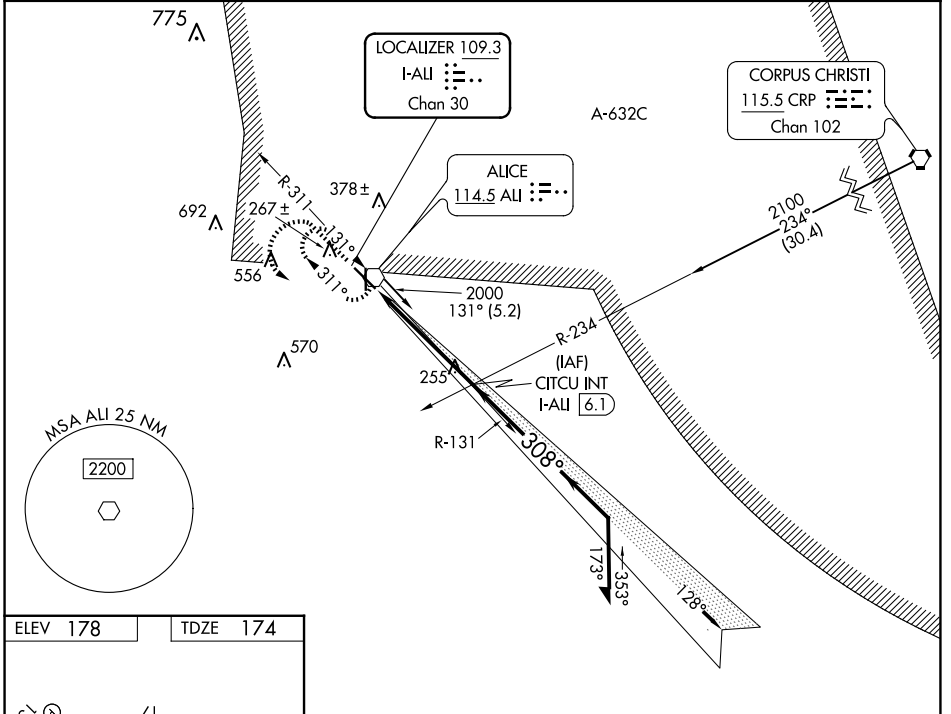 775
LOCALIZER 109.3
I-ALI
Chan 30
A-632C
CORPUS CHRISTI
115.5 CRP
Chan 102
ALICE
114.5 ALI
R-311
378±
131°
692
267±
556
311°
2100
234°
(30.4)
2000
131° (5.2)
R-234
570
255
(IAF)
CITCU INT
I-ALI 6.1
R-131
308°
MSA ALI 25 NM
2200
173°
353°
128°
ELEV 178
TDZE 174